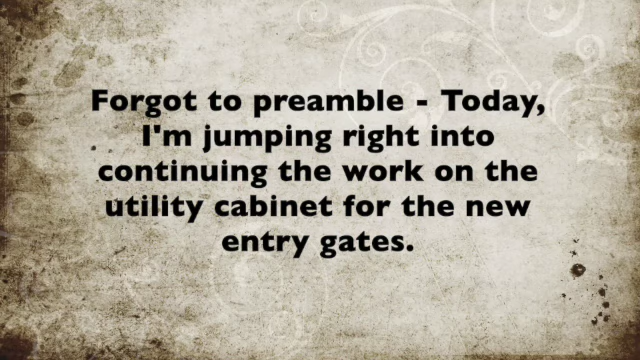 Forgot to preamble - Today,
I'm jumping right into
continuing the work on the
utility cabinet for the new
entry gates.